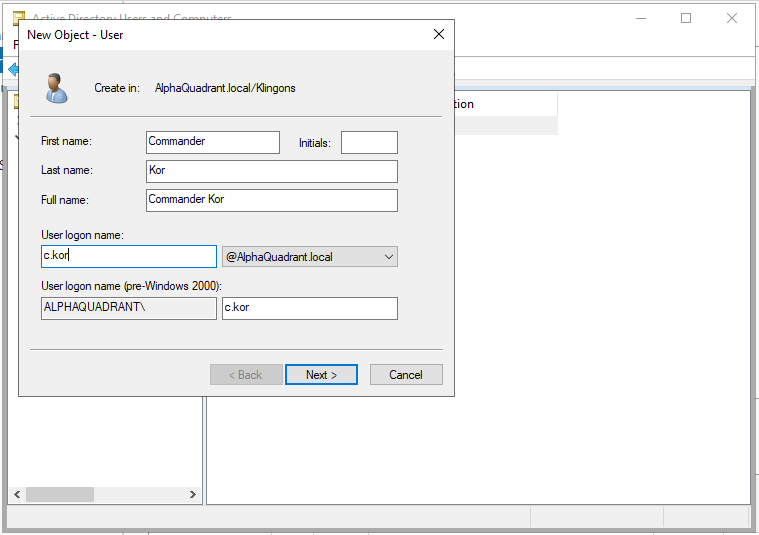 Active Directory Users and Computers
New Object - User
Create in: AlphaQuadrant.local/Klingons
First name: Commander Initials:
Last name: Kor
Full name: Commander Kor
User logon name:
c.kor @AlphaQuadrant.local
User logon name (pre-Windows 2000):
ALPHAQUADRANT\ c.kor
< Back Next > Cancel